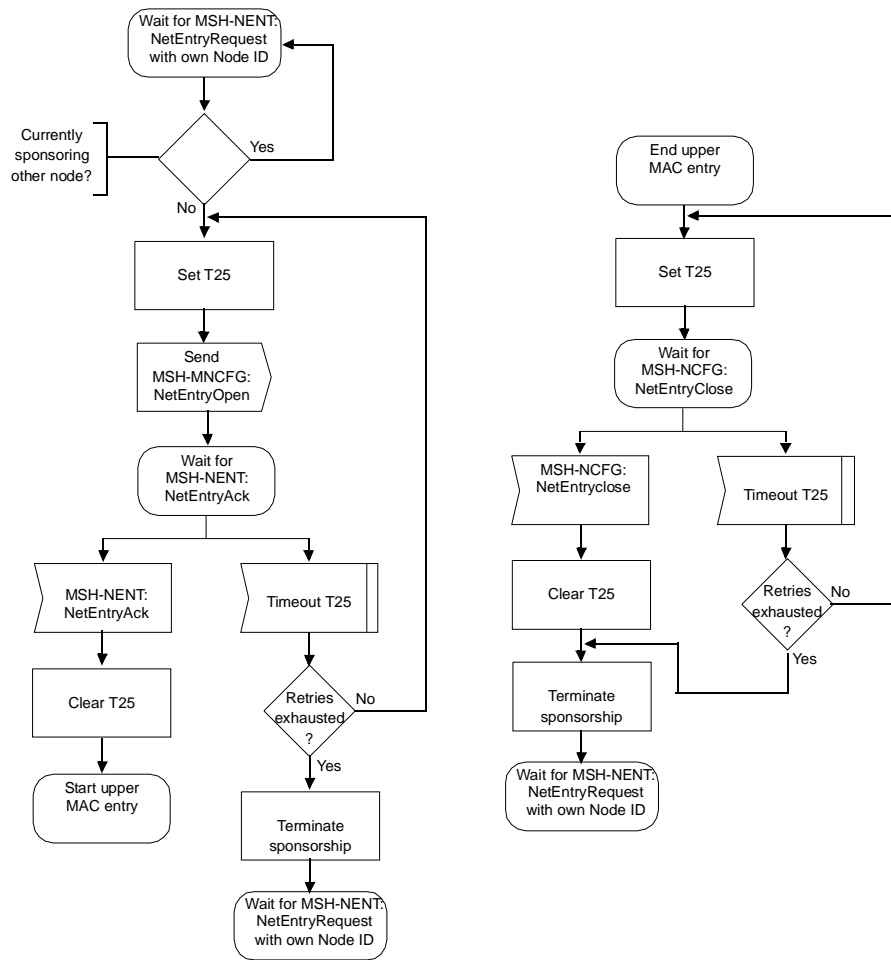 Wait for MSH-NENT:
NetEntryRequest
with own Node ID
Currently
sponsoring
other node?
Yes
No
Set T25
Send
MSH-MNCFG:
NetEntryOpen
Wait for
MSH-NENT:
NetEntryAck
MSH-NENT:
NetEntryAck
Timeout T25
Clear T25
Retries
exhausted
?
No
Yes
Start upper
MAC entry
Terminate
sponsorship
Wait for MSH-NENT:
NetEntryRequest
with own Node ID
End upper
MAC entry
Set T25
Wait for
MSH-NCFG:
NetEntryClose
MSH-NCFG:
NetEntryclose
Timeout T25
Clear T25
Retries
exhausted
?
No
Yes
Terminate
sponsorship
Wait for MSH-NENT:
NetEntryRequest
with own Node ID